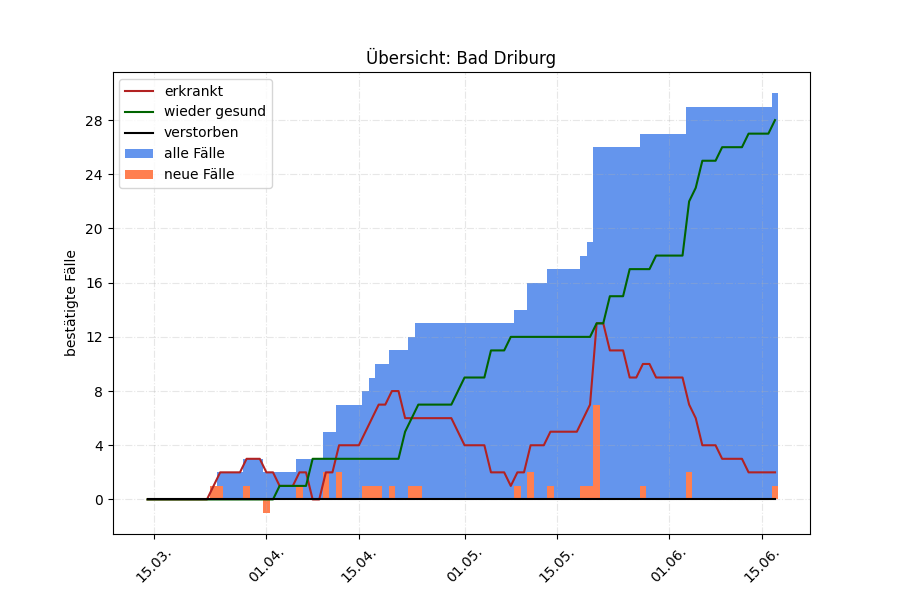 Übersicht: Bad Driburg
erkrankt
wieder gesund
verstorben
alle Fälle
neue Fälle
bestätigte Fälle
28
24
20
16
12
8
4
0
15.03.
01.04.
15.04.
01.05.
15.05.
01.06.
15.06.